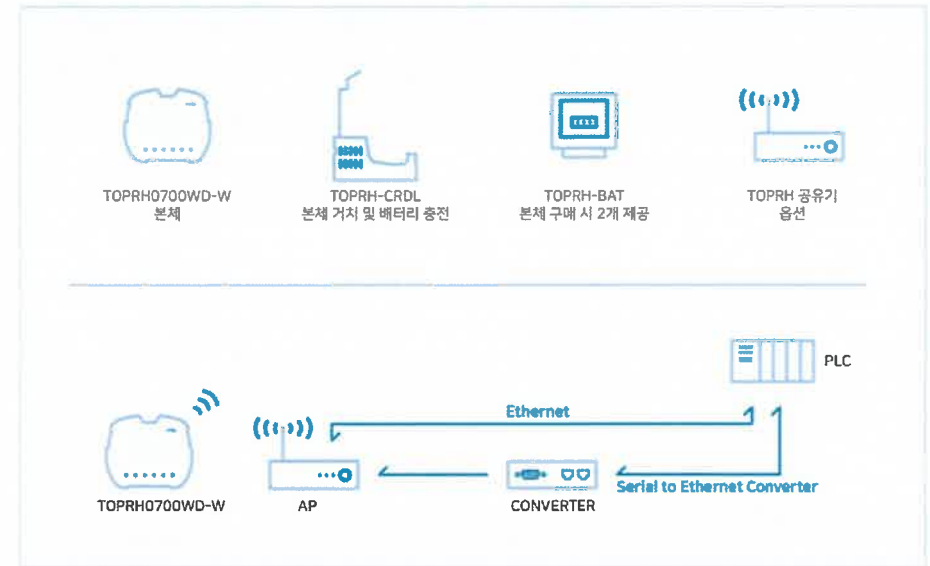 TOPRH0700WD-W
본체
TOPRH-CRDL
본체 거치 및 배터리 충전
TOPRH-BAT
본체 구매 시 2개 제공
TOPRH 공유기
옵션
PLC
Ethernet
Serial to Ethernet Converter
TOPRH0700WD-W
AP
CONVERTER